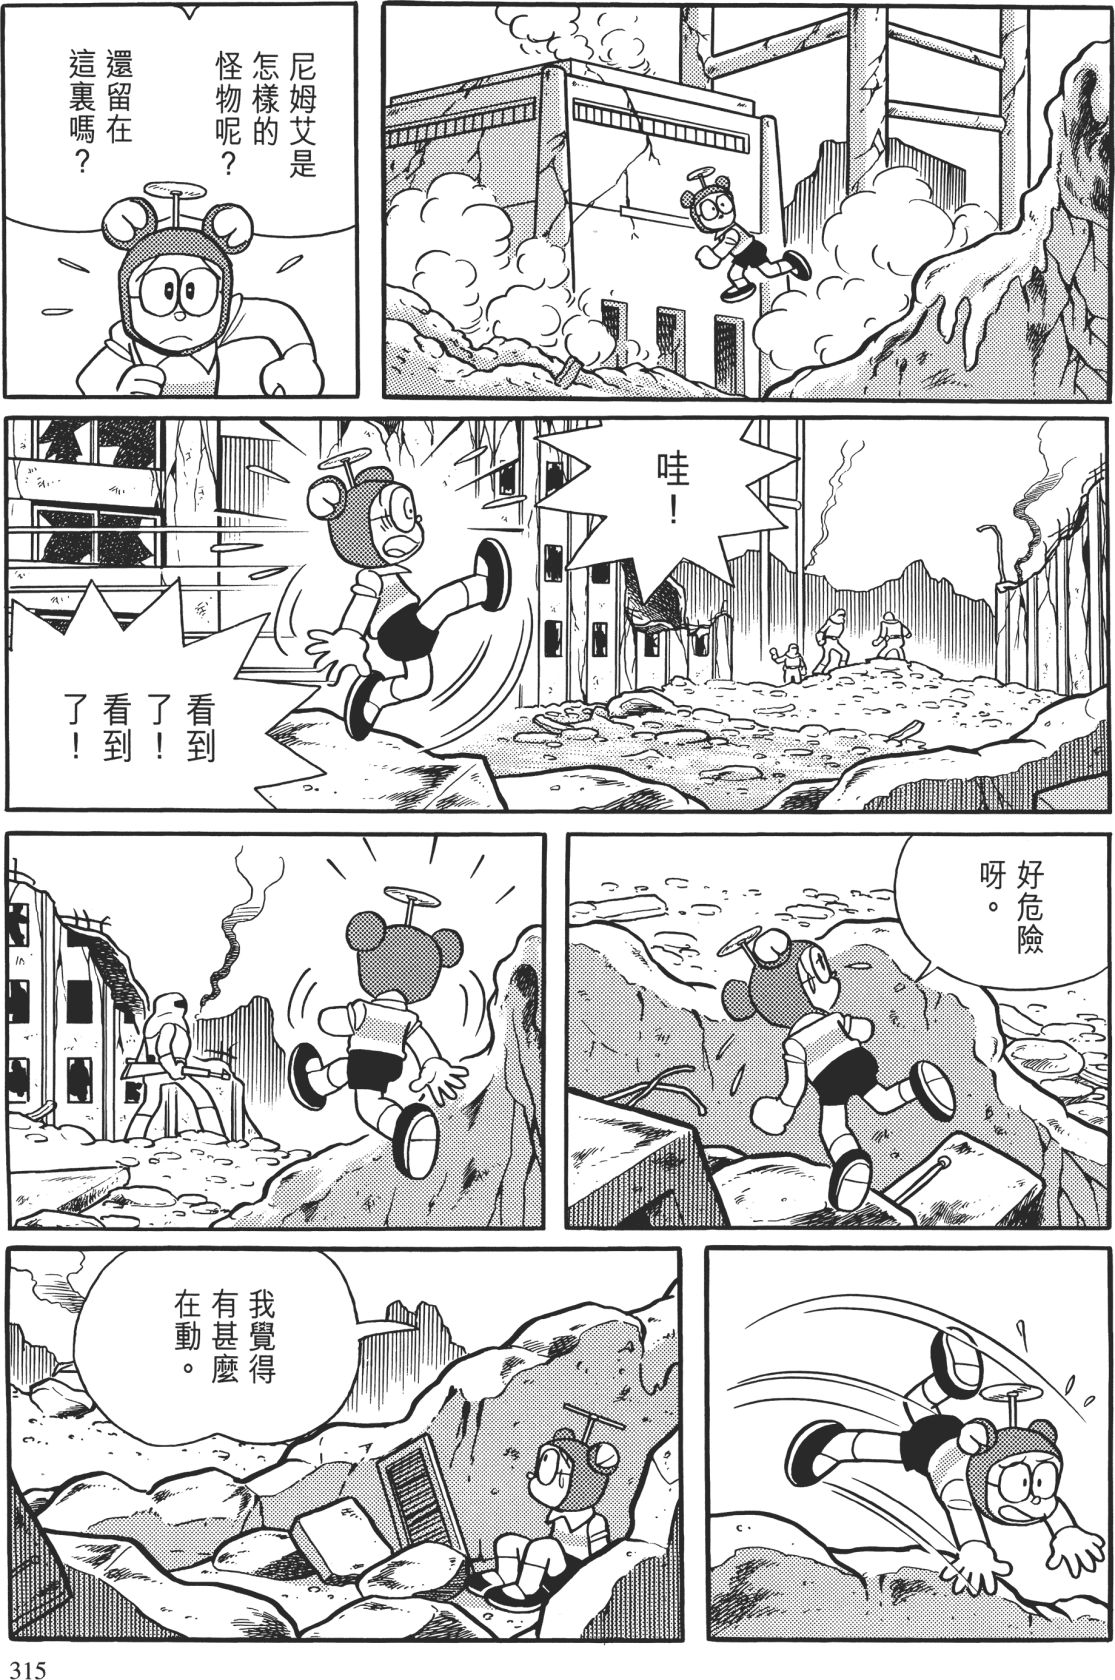 尼姆艾是
怎樣的
怪物呢？
還留在
這裏嗎？
哇！
看到
了！
看到
了！
好危險
呀。
我覺得
有甚麼
在動。
315